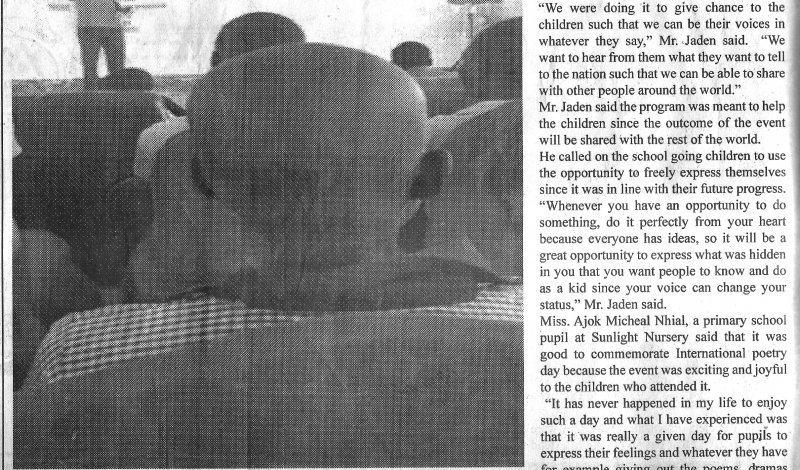 “We were doing it to give chance to the
children such that we can be their voices in
whatever they say,” Mr. Jaden said.  “We
want to hear from them what they want to tell
to the nation such that we can be able to share
with other people around the world.”
Mr. Jaden said the program was meant to help
the children since the outcome of the event
will be shared with the rest of the world.
He called on the school going children to use
the opportunity to freely express themselves
since it was in line with their future progress.
“Whenever you have an opportunity to do
something, do it perfectly from your heart
because everyone has ideas, so it will be a
great opportunity to express what was hidden
in you that you want people to know and do
as a kid since your voice can change your
status,” Mr. Jaden said.
Miss. Ajok Micheal Nhial, a primary school
pupil at Sunlight Nursery said that it was
good to commemorate International poetry
day because the event was exciting and joyful
to the children who attended it.
“It has never happened in my life to enjoy
such a day and what I have experienced was
that it was really a given day for pupils to
express their feelings and whatever they have
for example giving out the poems, dramas